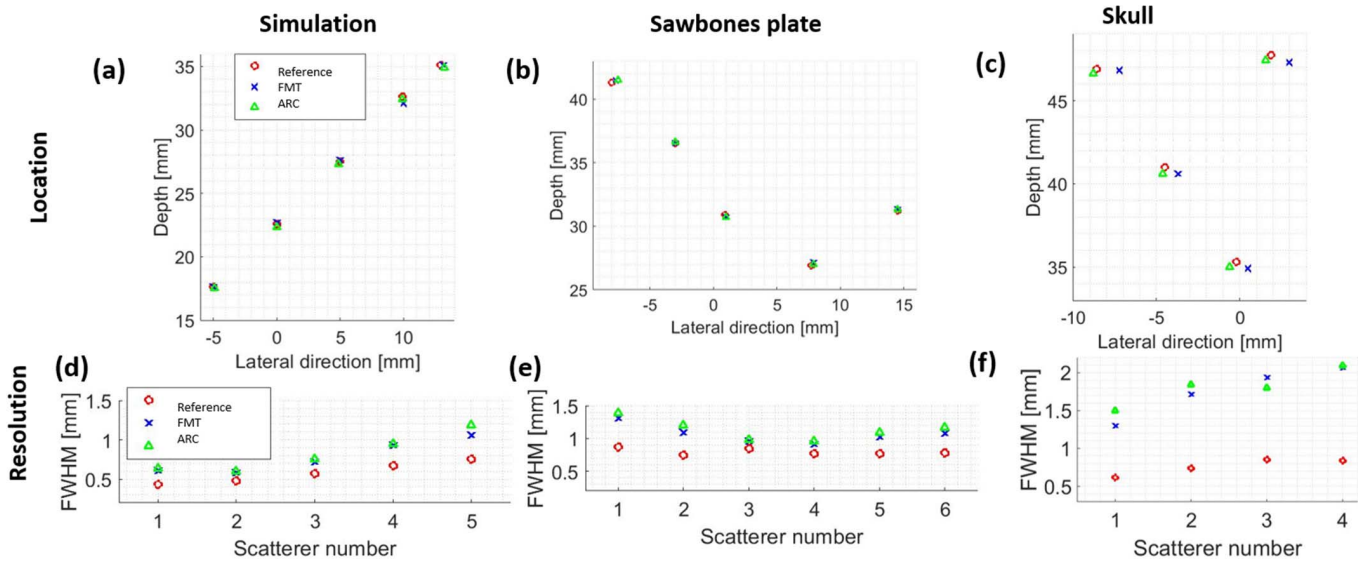 Simulation
Sawbones plate
Skull
(a)
(b)
(c)
Location
Depth [mm]
35
30
25
20
15
Reference
FMT
ARC
-5 0 5 10
Lateral direction [mm]
Depth [mm]
40
35
30
25
-5 0 5 10 15
Lateral direction [mm]
Depth [mm]
45
40
35
-10 -5 0
Lateral direction [mm]
Resolution
(d)
(e)
(f)
FWHM [mm]
1.5
1
0.5
Reference
FMT
ARC
1 2 3 4 5
Scatterer number
FWHM [mm]
1.5
1
0.5
1 2 3 4 5 6
Scatterer number
FWHM [mm]
2
1.5
1
0.5
1 2 3 4
Scatterer number